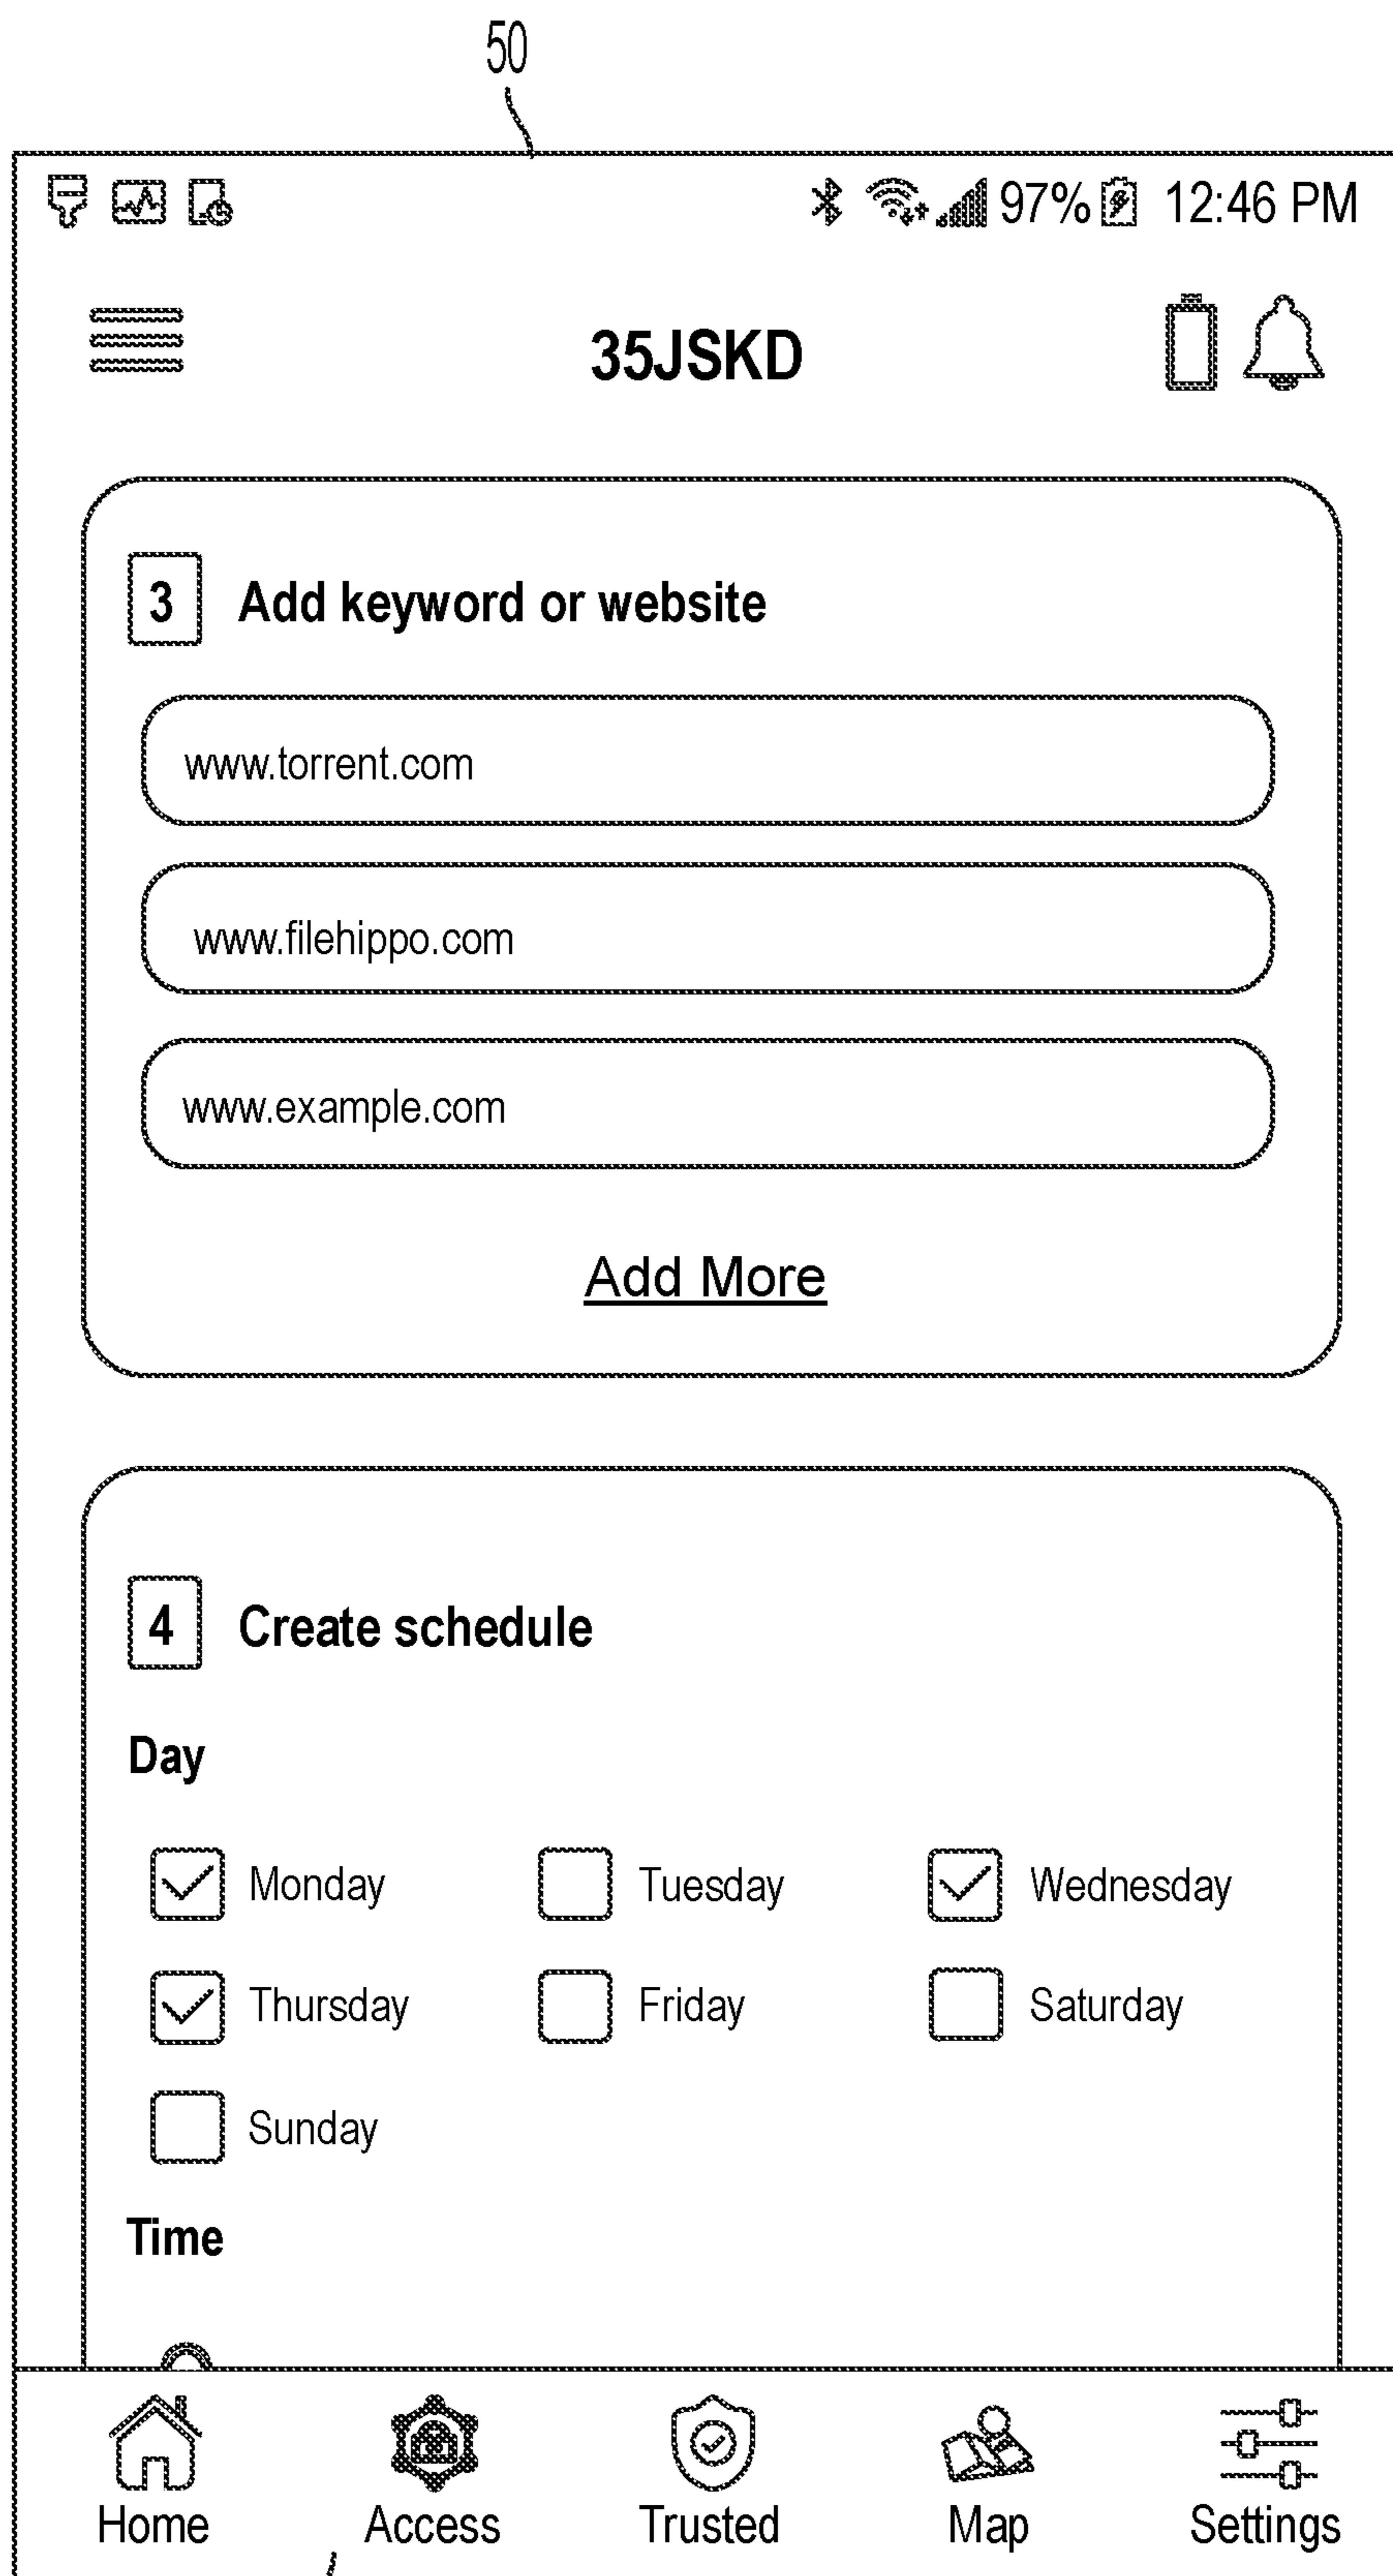 50
97% 12:46 PM
35JSKD
3 Add keyword or website
www.torrent.com
www.filehippo.com
www.example.com
Add More
4 Create schedule
Day
Monday Tuesday Wednesday
Thursday Friday Saturday
Sunday
Time
Home Access Trusted Map Settings